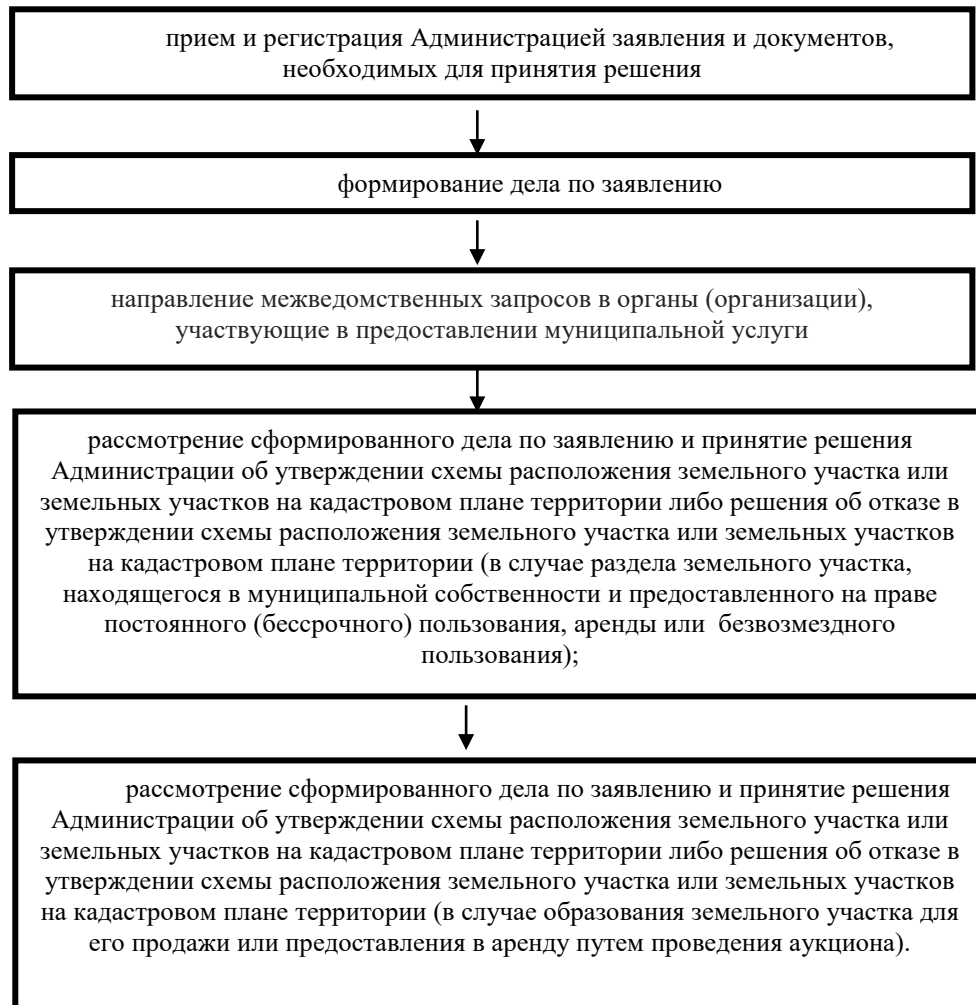 прием и регистрация Администрацией заявления и документов,
необходимых для принятия решения
формирование дела по заявлению
направление межведомственных запросов в органы (организации),
участвующие в предоставлении муниципальной услуги
рассмотрение сформированного дела по заявлению и принятие решения
Администрации об утверждении схемы расположения земельного участка или
земельных участков на кадастровом плане территории либо решения об отказе в
утверждении схемы расположения земельного участка или земельных участков
на кадастровом плане территории (в случае раздела земельного участка,
находящегося в муниципальной собственности и предоставленного на праве
постоянного (бессрочного) пользования, аренды или безвозмездного
пользования);
рассмотрение сформированного дела по заявлению и принятие решения
Администрации об утверждении схемы расположения земельного участка или
земельных участков на кадастровом плане территории либо решения об отказе в
утверждении схемы расположения земельного участка или земельных участков
на кадастровом плане территории (в случае образования земельного участка для
его продажи или предоставления в аренду путем проведения аукциона).